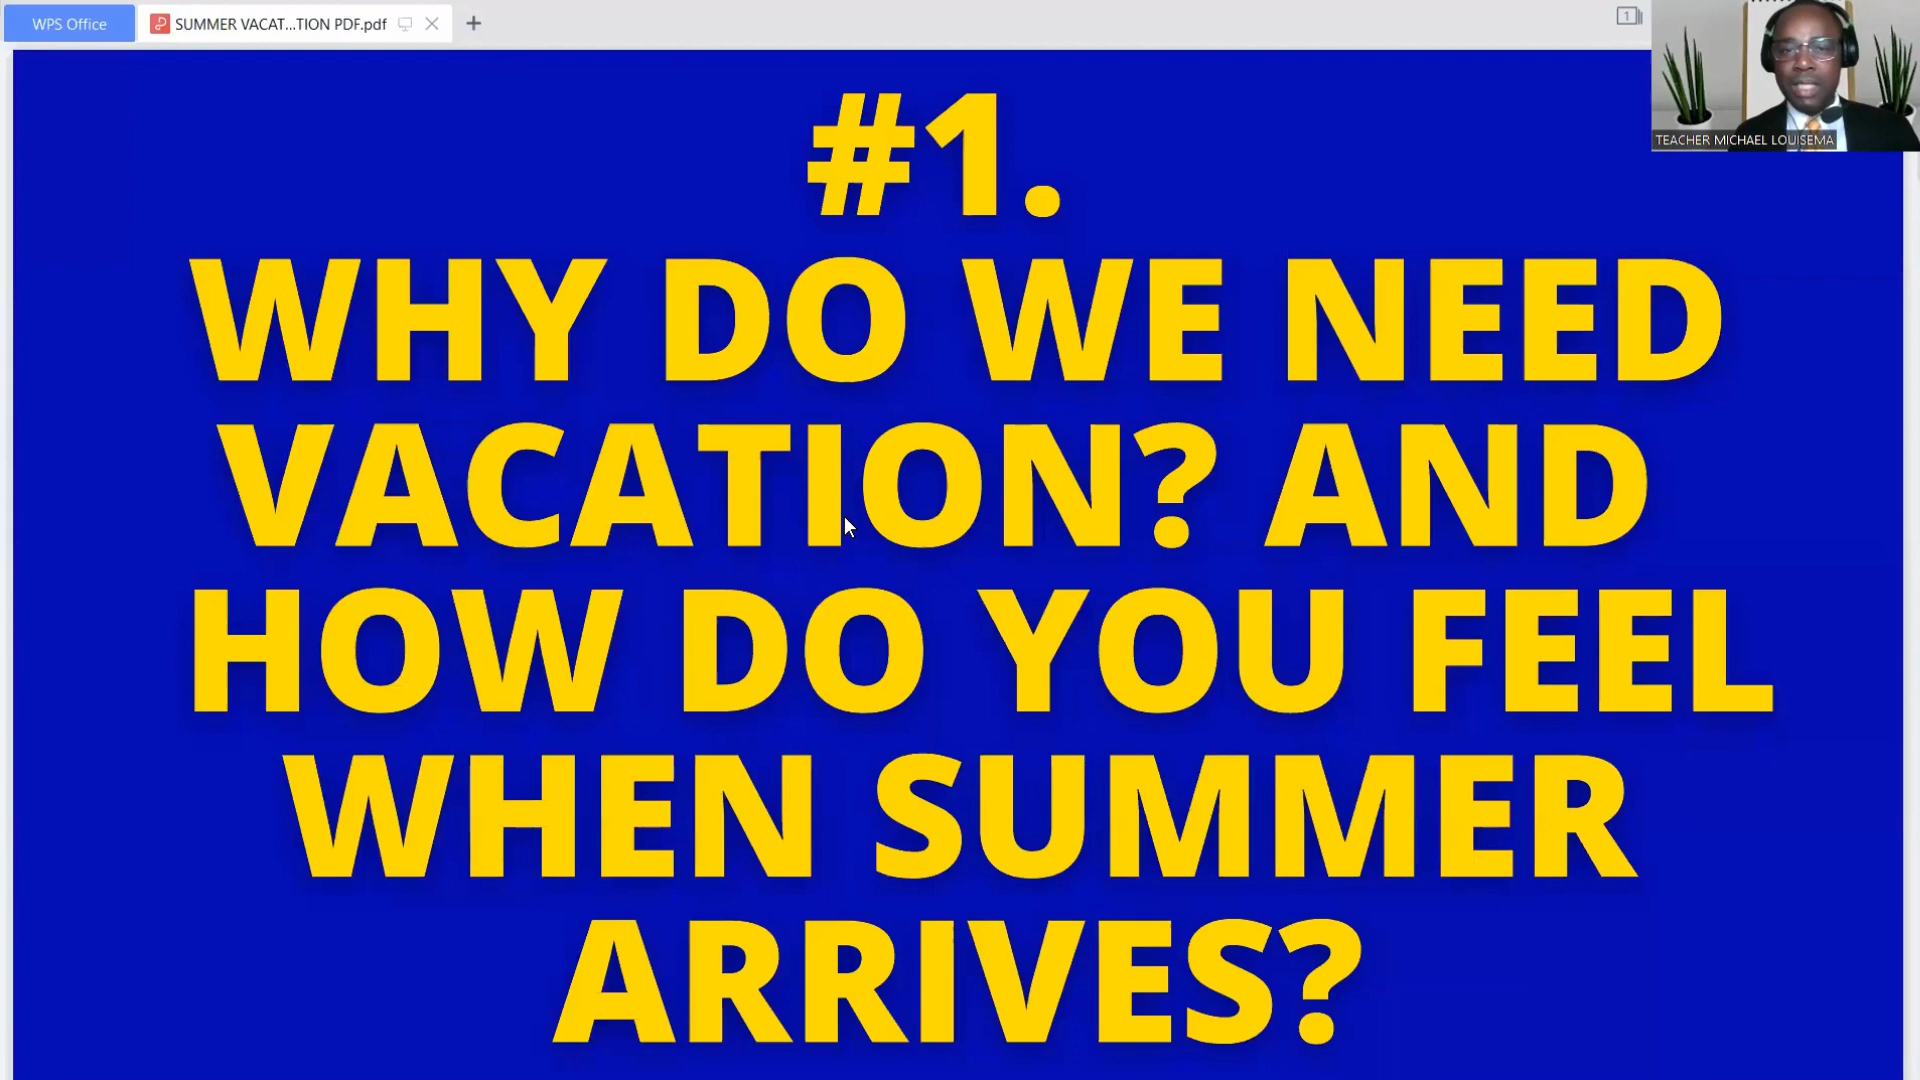 WPS Office
SUMMER VACAT...TION PDF.pdf
1
TEACHER MICHAEL LOUISEMA
#1.
WHY DO WE NEED
VACATION? AND
HOW DO YOU FEEL
WHEN SUMMER
ARRIVES?